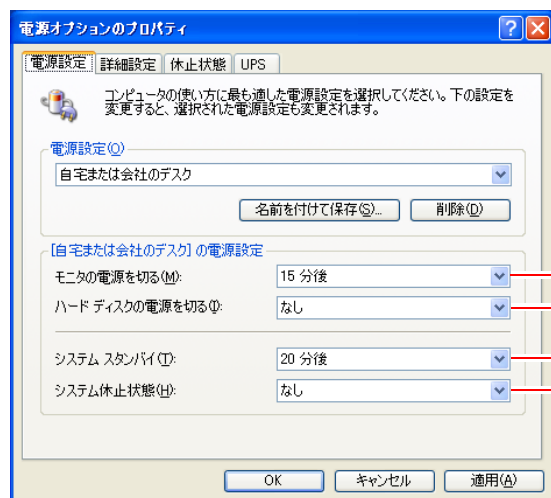 電源オプションのプロパティ
電源設定 詳細設定 休止状態 UPS
コンピュータの使い方に最も適した電源設定を選択してください。下の設定を
変更すると、選択された電源設定も変更されます。
電源設定(O)
自宅または会社のデスク
名前を付けて保存(S)... 削除(D)
[自宅または会社のデスク] の電源設定
モニタの電源を切る(M): 15 分後
ハード ディスクの電源を切る(I): なし
システム スタンバイ(T): 20 分後
システム休止状態(H): なし
OK キャンセル 適用(A)